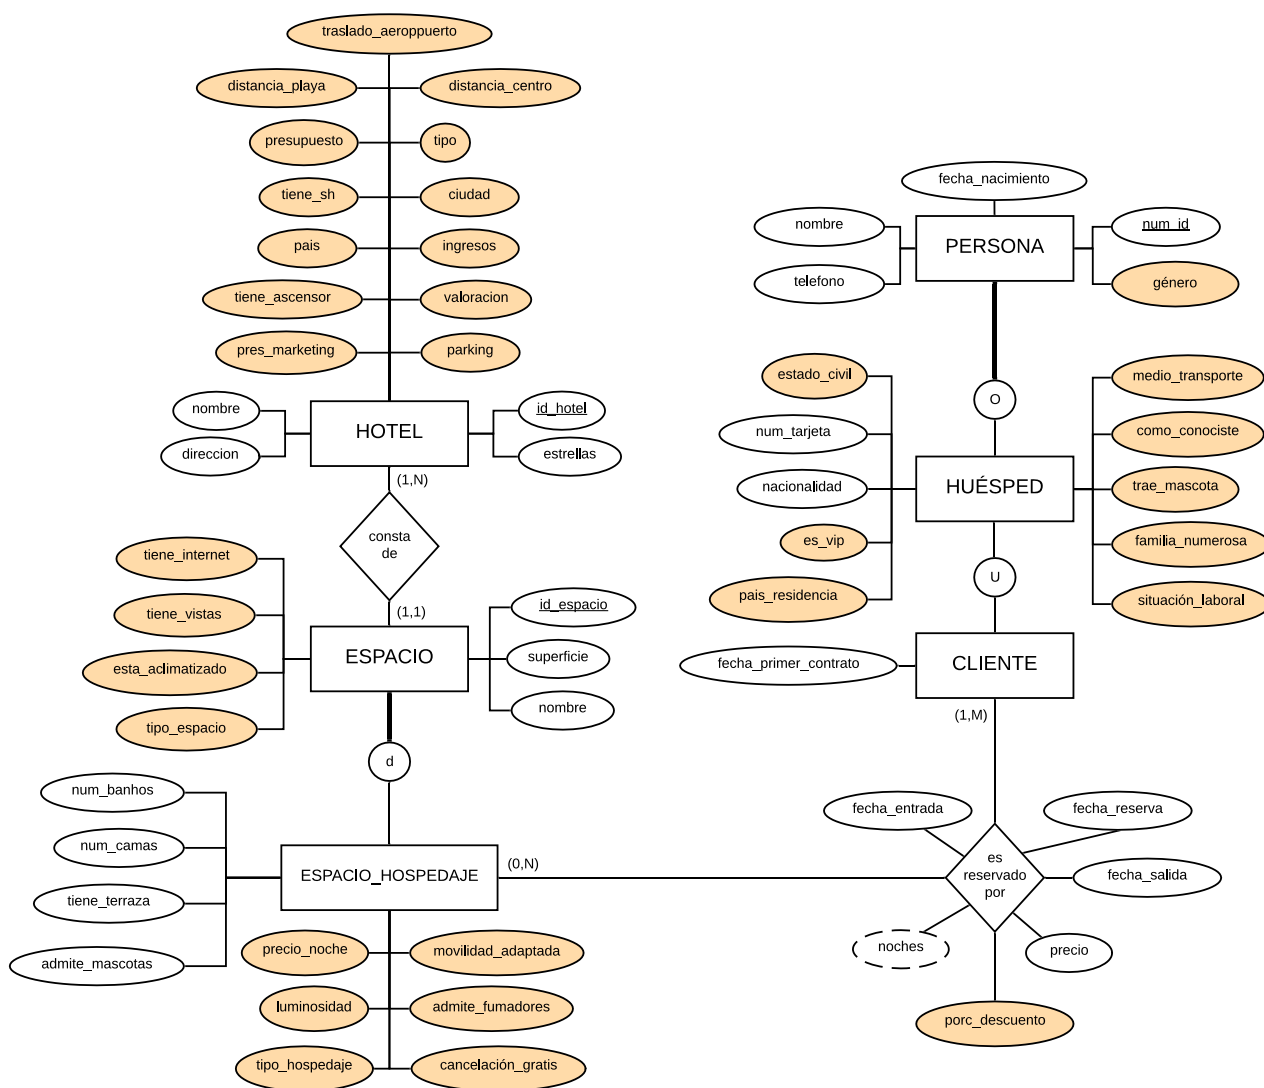 traslado_aeroppuerto
distancia_playa
distancia_centro
presupuesto
tipo
tiene_sh
ciudad
pais
ingresos
tiene_ascensor
valoracion
pres_marketing
parking
nombre
id_hotel
HOTEL
direccion
estrellas
(1,N)
consta
de
(1,1)
tiene_internet
tiene_vistas
esta_aclimatizado
tipo_espacio
ESPACIO
id_espacio
superficie
nombre
d
num_banhos
num_camas
tiene_terraza
admite_mascotas
ESPACIO_HOSPEDAJE
(0,N)
precio_noche
movilidad_adaptada
luminosidad
admite_fumadores
tipo_hospedaje
cancelación_gratis
fecha_nacimiento
nombre
num_id
PERSONA
telefono
género
O
estado_civil
num_tarjeta
nacionalidad
es_vip
pais_residencia
HUÉSPED
medio_transporte
como_conociste
trae_mascota
familia_numerosa
situación_laboral
U
fecha_primer_contrato
CLIENTE
(1,M)
fecha_entrada
fecha_reserva
es
reservado
por
fecha_salida
noches
precio
porc_descuento